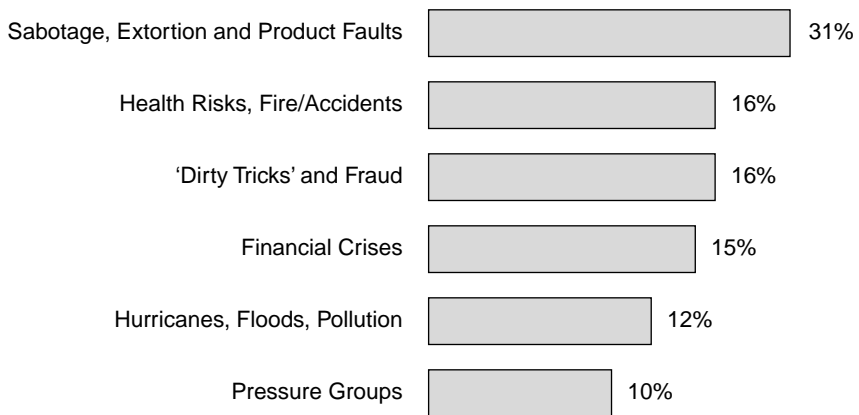 Sabotage, Extortion and Product Faults 31%
Health Risks, Fire/Accidents 16%
‘Dirty Tricks’ and Fraud 16%
Financial Crises 15%
Hurricanes, Floods, Pollution 12%
Pressure Groups 10%